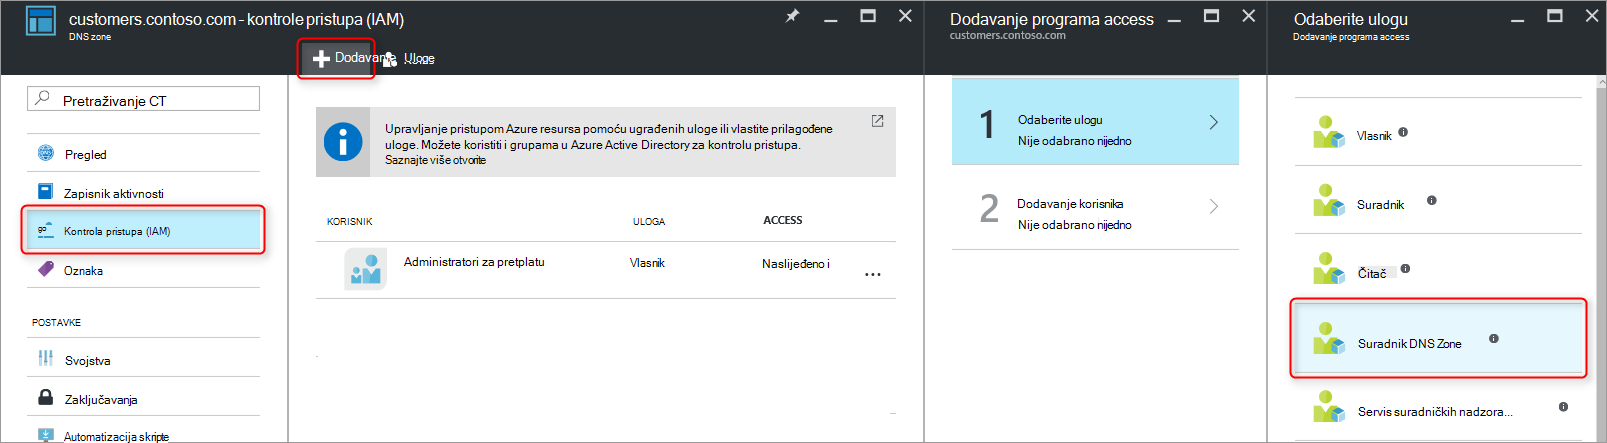 customers.contoso.com – kontrole pristupa (IAM)
DNS zone
Dodavanje
Uloge
Pretraživanje CT
Pregled
Zapisnik aktivnosti
Kontrola pristupa (IAM)
Oznaka
POSTAVKE
Svojstva
Zaključavanja
Automatizacija skripte
Upravljanje pristupom Azure resursa pomoću ugrađenih uloge ili vlastite prilagođene
uloge. Možete koristiti i grupama u Azure Active Directory za kontrolu pristupa.
Saznajte više otvorite
KORISNIK ULOGA ACCESS
Administratori za pretplatu Vlasnik Naslijeđeno i ...
Dodavanje programa access
customers.contoso.com
1 Odaberite ulogu
Nije odabrano nijedno
2 Dodavanje korisnika
Nije odabrano nijedno
Odaberite ulogu
Dodavanje programa access
Vlasnik
Suradnik
Čitač
Suradnik DNS Zone
Servis suradničkih nadzora...